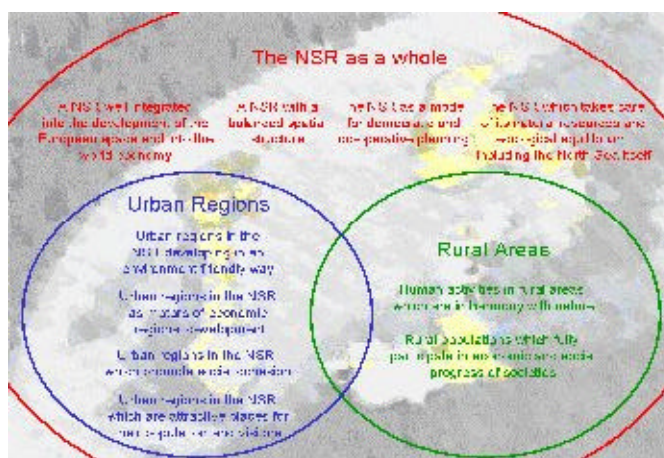 The NSR as a whole
A NSR well integrated
into the development of the
European space and into the
world economy
A NSR with a
balanced spatial
structure
The NSR as a model
for democratic and
co-operative planning
The NSR which takes care
of its natural resources and
ecological equilibrium
including the North Sea itself
Urban Regions
Urban regions in the
NSR developing in an
environment friendly way
Urban regions in the NSR
as motors of economic
regional development
Urban regions in the NSR
which promote social cohesion
Urban regions in the NSR
which are attractive places for
their population and visitors
Rural Areas
Human activities in rural areas
which are in harmony with nature
Rural populations which fully
participate in economic and social
progress of societies